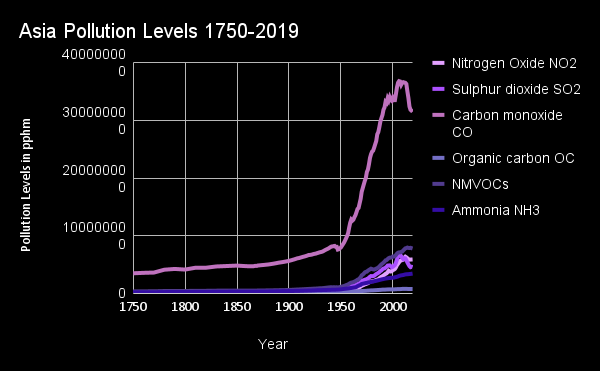 Asia Pollution Levels 1750-2019
40000000
0
30000000
0
20000000
0
10000000
0
0
1750 1800 1850 1900 1950 2000
Year
Pollution Levels in pphm
Nitrogen Oxide NO2
Sulphur dioxide SO2
Carbon monoxide
CO
Organic carbon OC
NMVOCs
Ammonia NH3